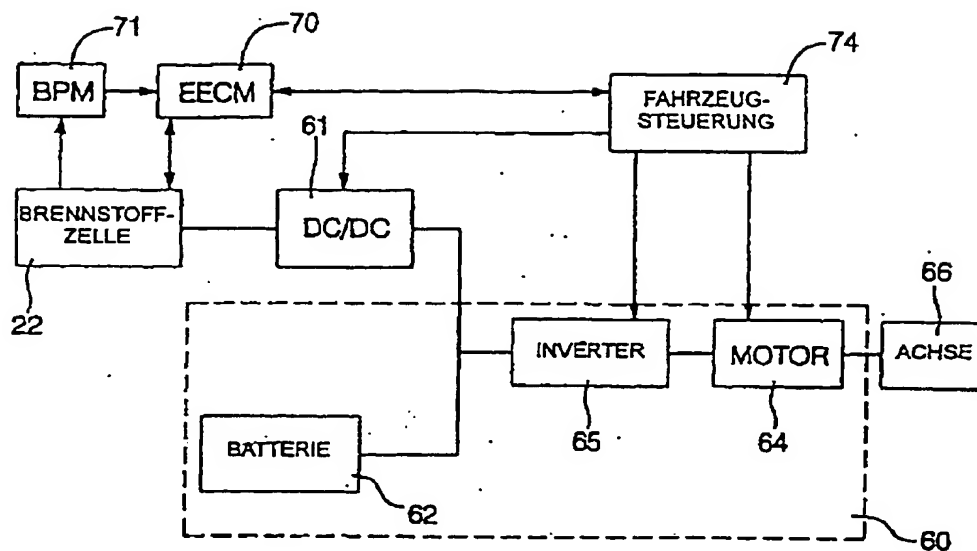 71
70
74
BPM
EECM
FAHRZEUG-
STEUERUNG
61
BRENNSTOFF-
ZELLE
DC/DC
22
66
INVERTER
MOTOR
ACHSE
65
64
BATTERIE
62
60